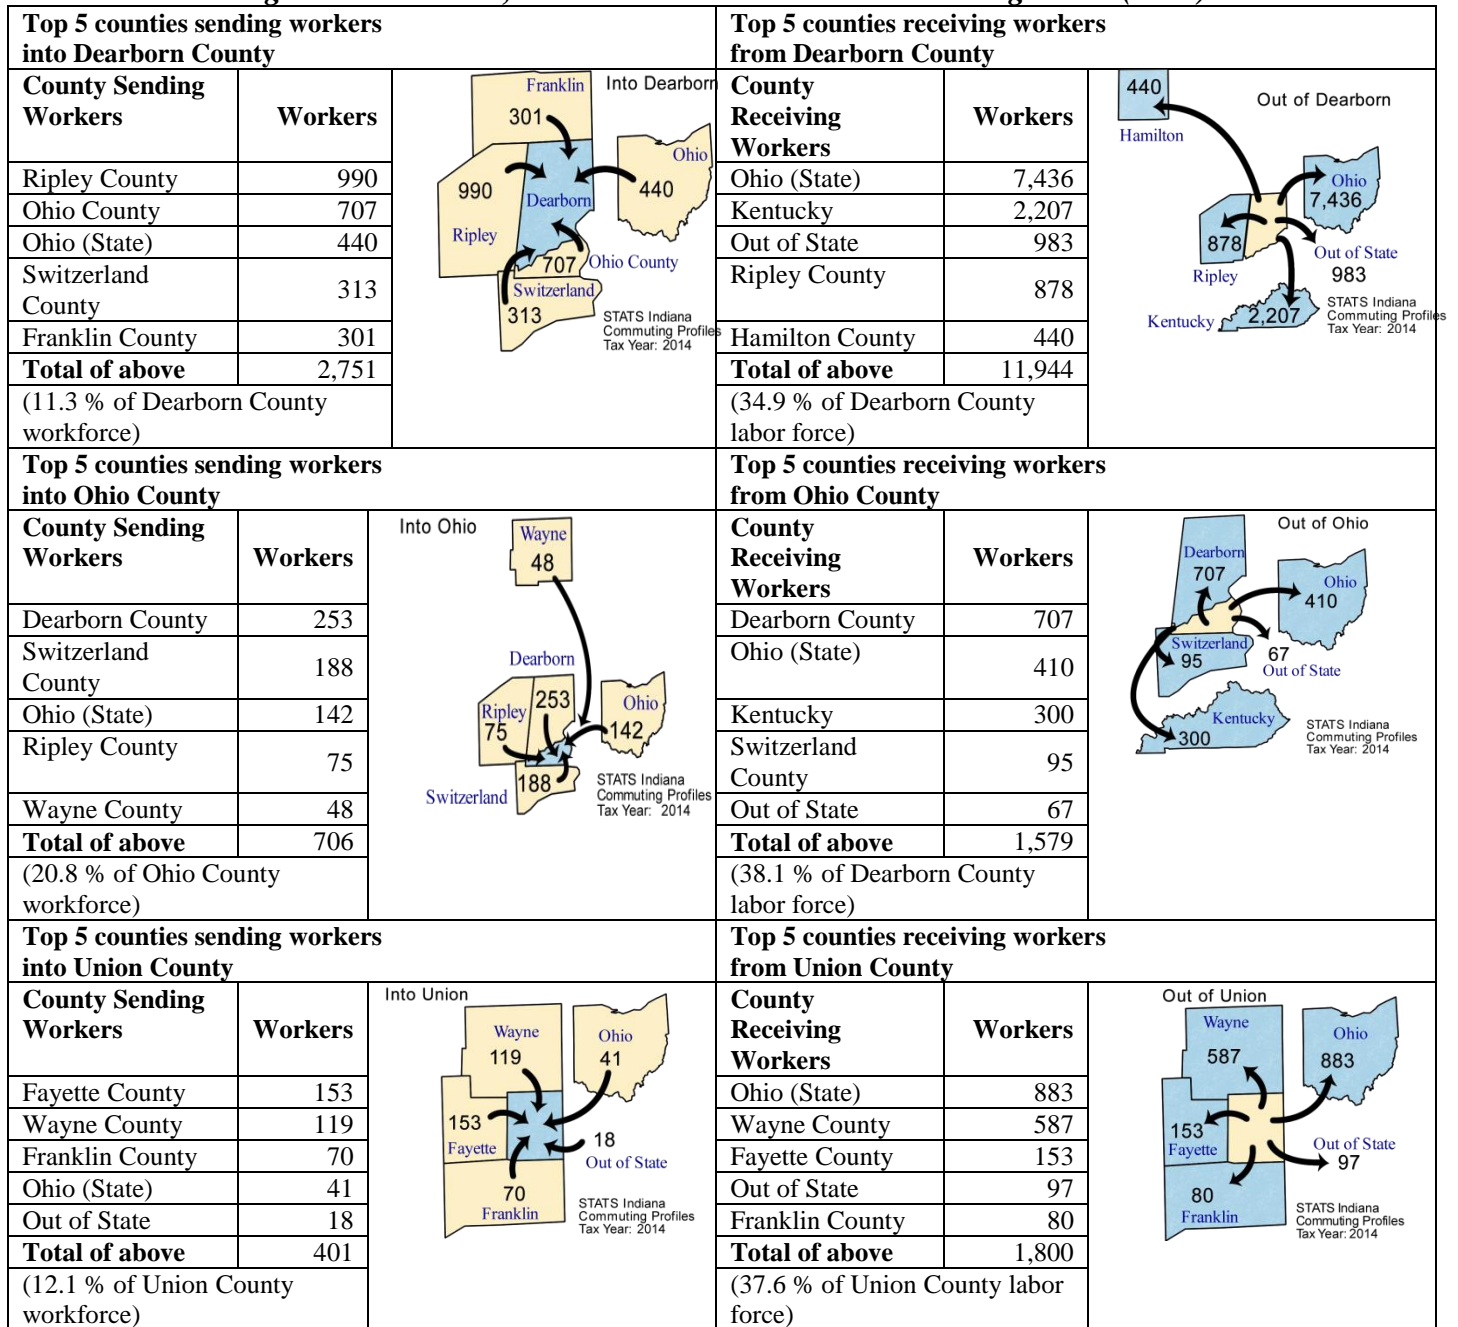 Top 5 counties sending workers
into Dearborn County
County Sending
Workers
Workers
Ripley County 990
Ohio County 707
Ohio (State) 440
Switzerland
County
313
Franklin County 301
Total of above 2,751
(11.3 % of Dearborn County
workforce)
Into Dearborn
Franklin
301
Ohio
440
990
Dearborn
Ripley
707
Ohio County
Switzerland
313
STATS Indiana
Commuting Profiles
Tax Year: 2014
Top 5 counties receiving workers
from Dearborn County
County
Receiving
Workers
Workers
Ohio (State) 7,436
Kentucky 2,207
Out of State 983
Ripley County 878
Hamilton County 440
Total of above 11,944
(34.9 % of Dearborn County
labor force)
440
Out of Dearborn
Hamilton
Ohio
7,436
878
Out of State
983
Ripley
Kentucky
2,207
STATS Indiana
Commuting Profiles
Tax Year: 2014
Top 5 counties sending workers
into Ohio County
County Sending
Workers
Workers
Dearborn County 253
Switzerland
County
188
Ohio (State) 142
Ripley County 75
Wayne County 48
Total of above 706
(20.8 % of Ohio County
workforce)
Into Ohio
Wayne
48
Dearborn
253
Ripley
75
Ohio
142
188
Switzerland
STATS Indiana
Commuting Profiles
Tax Year: 2014
Top 5 counties receiving workers
from Ohio County
County
Receiving
Workers
Workers
Dearborn County 707
Ohio (State) 410
Kentucky 300
Switzerland
County
95
Out of State 67
Total of above 1,579
(38.1 % of Dearborn County
labor force)
Out of Ohio
Dearborn
707
Ohio
410
Switzerland
95
67
Out of State
Kentucky
300
STATS Indiana
Commuting Profiles
Tax Year: 2014
Top 5 counties sending workers
into Union County
County Sending
Workers
Workers
Fayette County 153
Wayne County 119
Franklin County 70
Ohio (State) 41
Out of State 18
Total of above 401
(12.1 % of Union County
workforce)
Into Union
Wayne
119
Ohio
41
153
Fayette
18
Out of State
70
Franklin
STATS Indiana
Commuting Profiles
Tax Year: 2014
Top 5 counties receiving workers
from Union County
County
Receiving
Workers
Workers
Ohio (State) 883
Wayne County 587
Fayette County 153
Out of State 97
Franklin County 80
Total of above 1,800
(37.6 % of Union County labor
force)
Out of Union
Wayne
587
Ohio
883
153
Fayette
Out of State
97
80
Franklin
STATS Indiana
Commuting Profiles
Tax Year: 2014